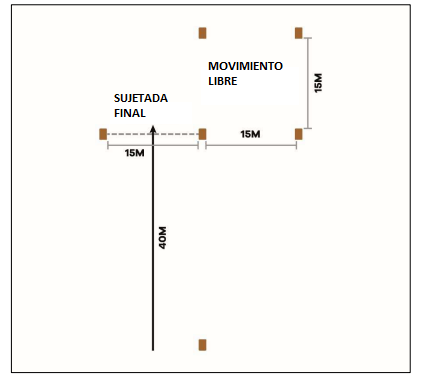 MOVIMIENTO
LIBRE
15M
SUJETADA
FINAL
15M
15M
40M